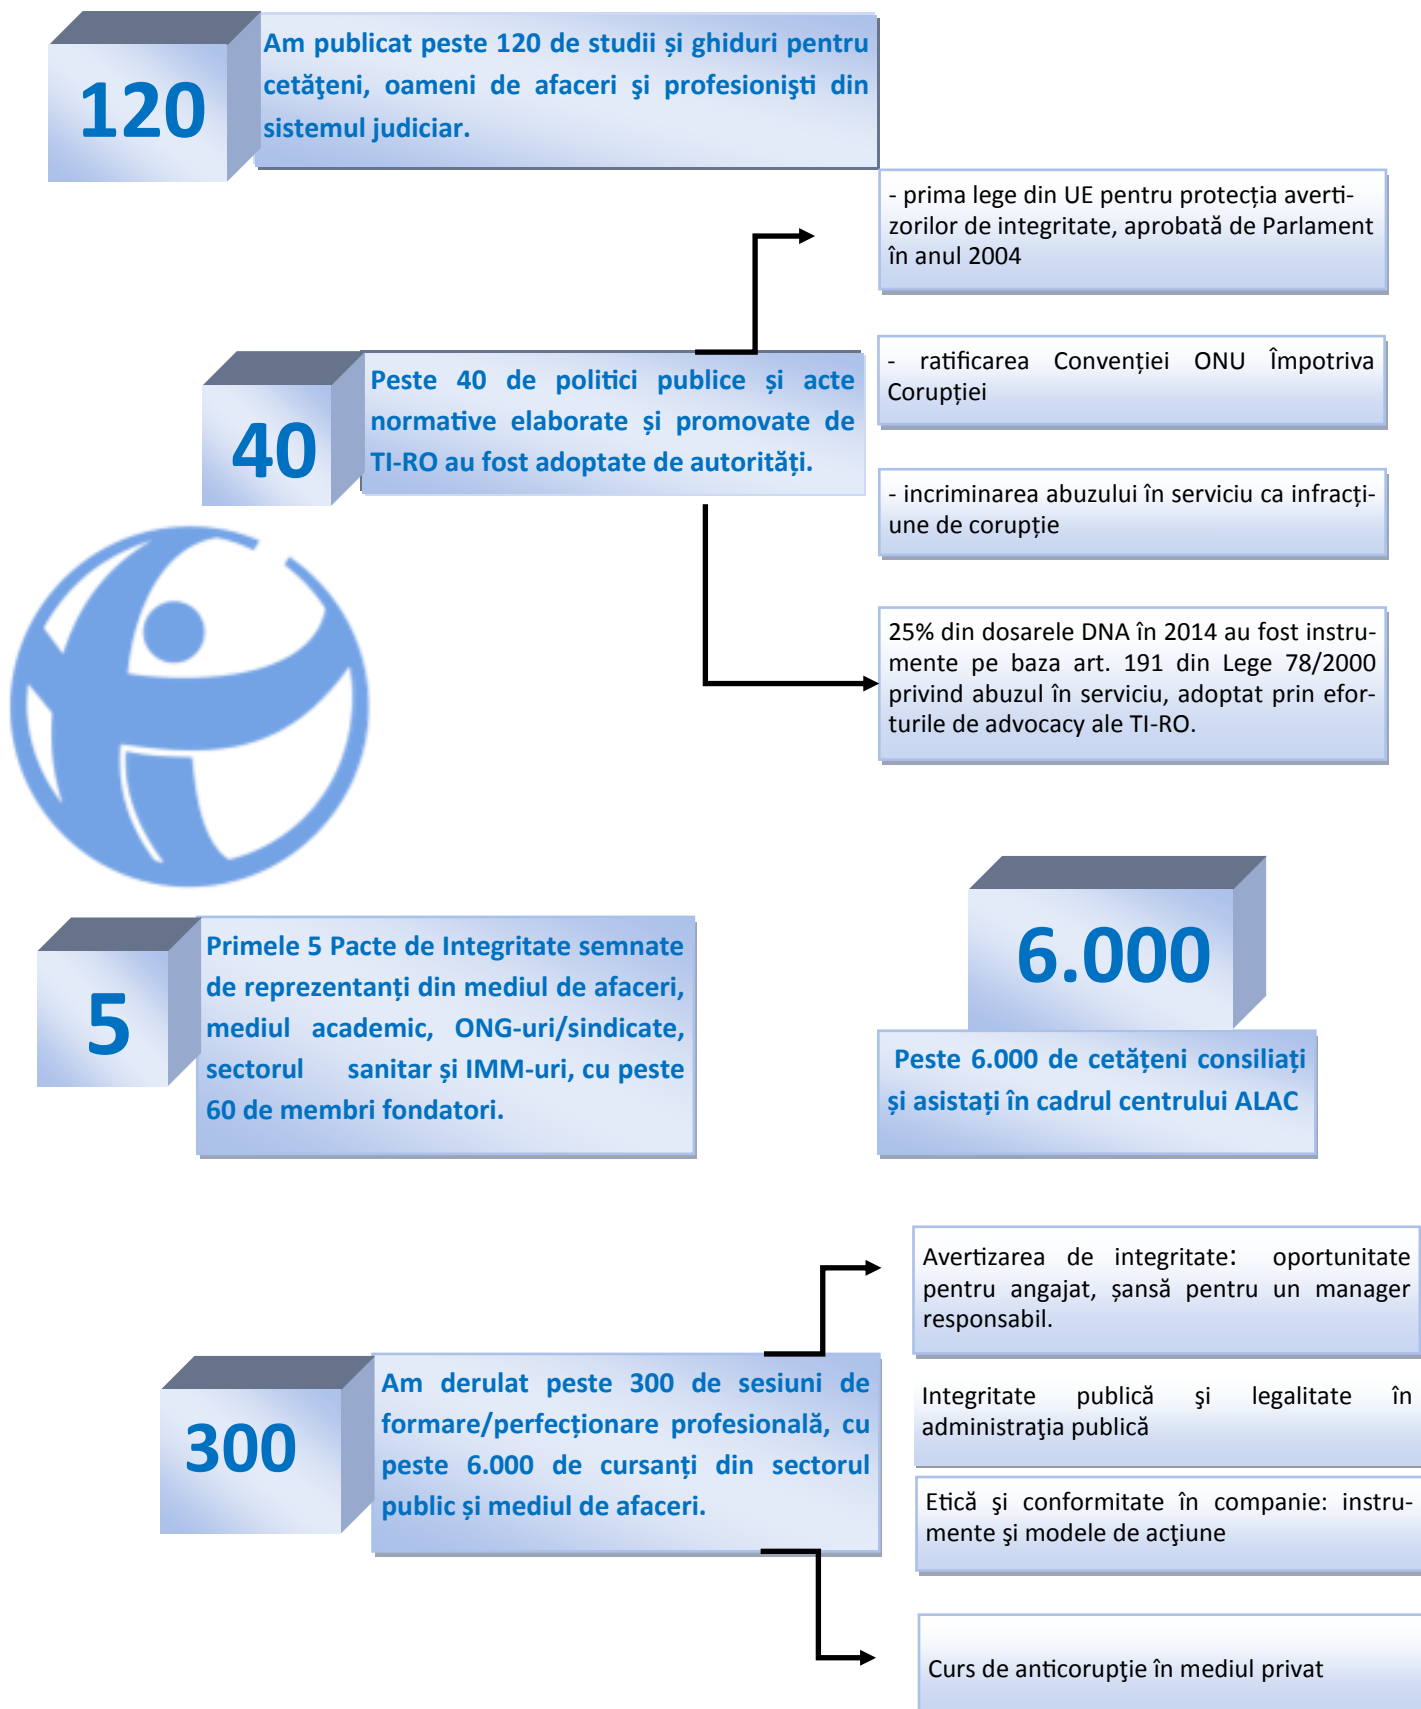 120
Am publicat peste 120 de studii și ghiduri pentru
cetăţeni, oameni de afaceri şi profesionişti din
sistemul judiciar.
- prima lege din UE pentru protecția averti-
zorilor de integritate, aprobată de Parlament
în anul 2004
40
Peste 40 de politici publice și acte
normative elaborate și promovate de
TI-RO au fost adoptate de autorități.
- ratificarea Convenției ONU Împotriva
Corupției
- incriminarea abuzului în serviciu ca infracți-
une de corupție
25% din dosarele DNA în 2014 au fost instru-
mente pe baza art. 191 din Lege 78/2000
privind abuzul în serviciu, adoptat prin efor-
turile de advocacy ale TI-RO.
5
Primele 5 Pacte de Integritate semnate
de reprezentanți din mediul de afaceri,
mediul academic, ONG-uri/sindicate,
sectorul sanitar și IMM-uri, cu peste
60 de membri fondatori.
6.000
Peste 6.000 de cetățeni consiliați
și asistați în cadrul centrului ALAC
300
Am derulat peste 300 de sesiuni de
formare/perfecționare profesională, cu
peste 6.000 de cursanți din sectorul
public și mediul de afaceri.
Avertizarea de integritate: oportunitate
pentru angajat, șansă pentru un manager
responsabil.
Integritate publică şi legalitate în
administraţia publică
Etică şi conformitate în companie: instru-
mente şi modele de acţiune
Curs de anticorupţie în mediul privat